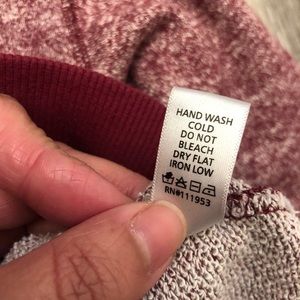 HAND WASH
COLD
DO NOT
BLEACH
DRY FLAT
IRON LOW
RN#111953